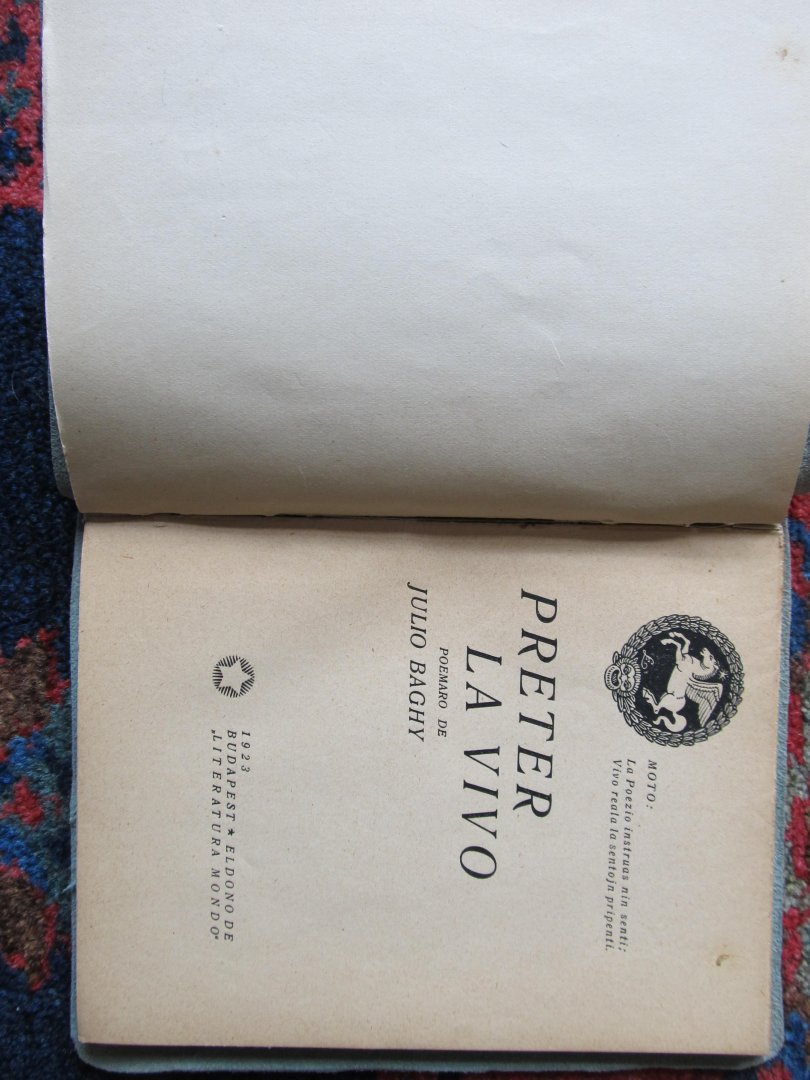 MOTO:
La Poezio instruas nin senti;
Vivo reala la sentojn pripenti.
PRETER
LA VIVO
POEMARO DE
JULIO BAGHY
1923
BUDAPEST ★ ELDONO DE
„LITERATURA MONDO“